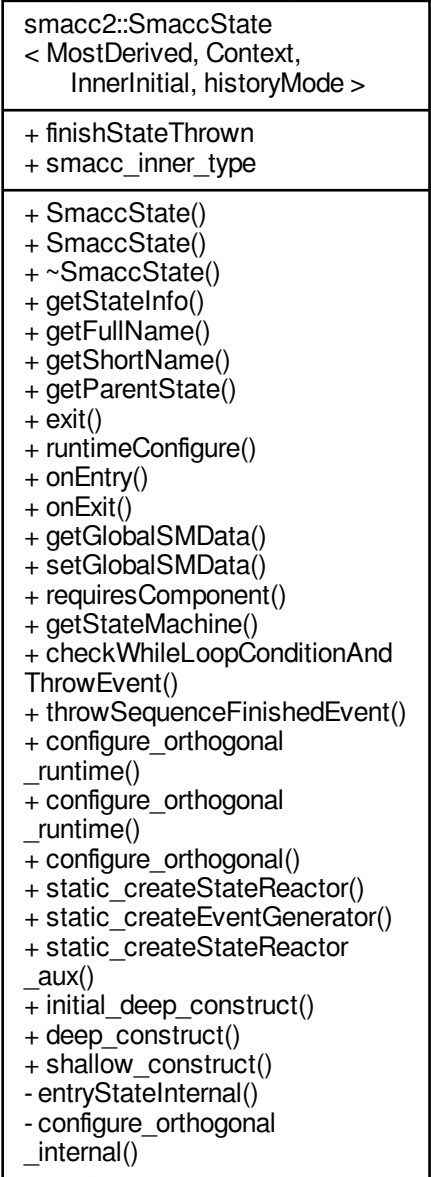 smacc2::SmaccState
< MostDerived, Context,
InnerInitial, historyMode >
+ finishStateThrown
+ smacc_inner_type
+ SmaccState()
+ SmaccState()
+ ~SmaccState()
+ getStateInfo()
+ getFullName()
+ getShortName()
+ getParentState()
+ exit()
+ runtimeConfigure()
+ onEntry()
+ onExit()
+ getGlobalSMData()
+ setGlobalSMData()
+ requiresComponent()
+ getStateMachine()
+ checkWhileLoopConditionAnd
ThrowEvent()
+ throwSequenceFinishedEvent()
+ configure_orthogonal
_runtime()
+ configure_orthogonal
_runtime()
+ configure_orthogonal()
+ static_createStateReactor()
+ static_createEventGenerator()
+ static_createStateReactor
_aux()
+ initial_deep_construct()
+ deep_construct()
+ shallow_construct()
- entryStateInternal()
- configure_orthogonal
_internal()